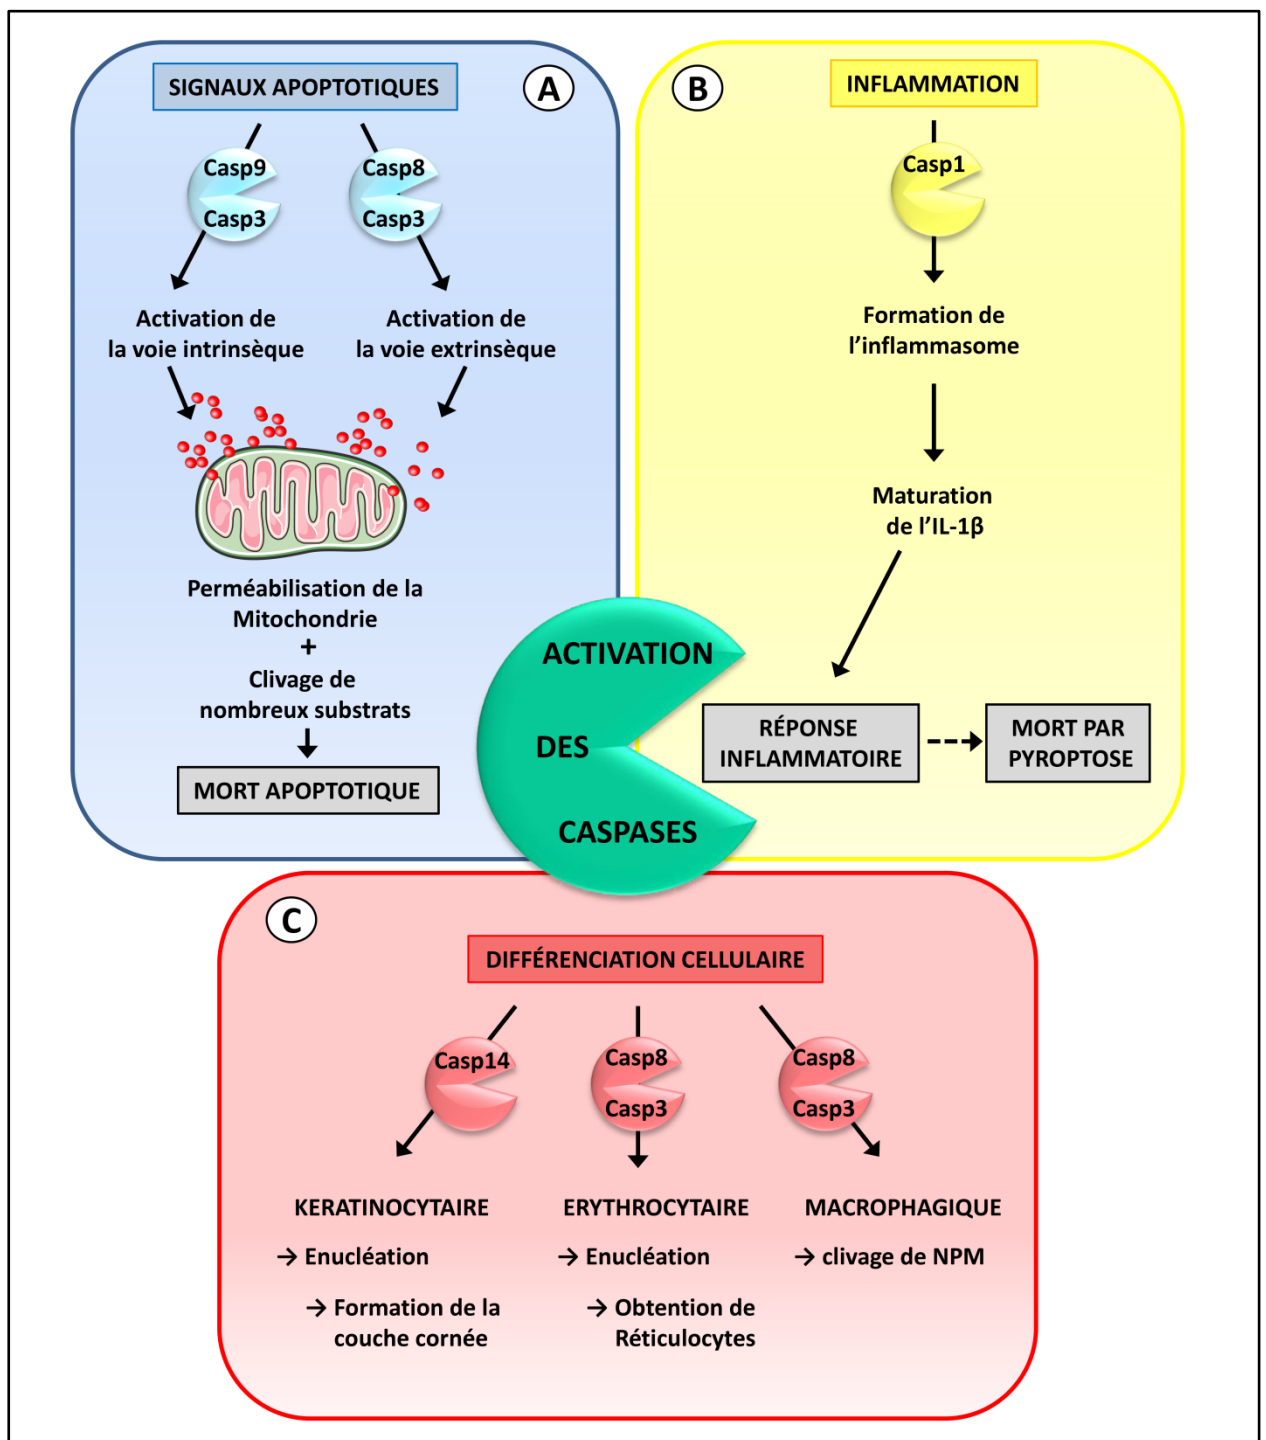 SIGNAUX APOPTOTIQUES
A
Casp9
Casp3
Casp8
Casp3
Activation de
la voie intrinsèque
Activation de
la voie extrinsèque
Perméabilisation de la
Mitochondrie
+
Clivage de
nombreux substrats
MORT APOPTOTIQUE
B
INFLAMMATION
Casp1
Formation de
l'inflammasome
Maturation
de l'IL-1β
RÉPONSE
INFLAMMATOIRE
MORT PAR
PYROPTOSE
ACTIVATION
DES
CASPASES
C
DIFFÉRENCIATION CELLULAIRE
Casp14
Casp8
Casp3
Casp8
Casp3
KERATINOCYTAIRE
→ Enucléation
→ Formation de la
couche cornée
ERYTHROCYTAIRE
→ Enucléation
→ Obtention de
Réticulocytes
MACROPHAGIQUE
→ clivage de NPM